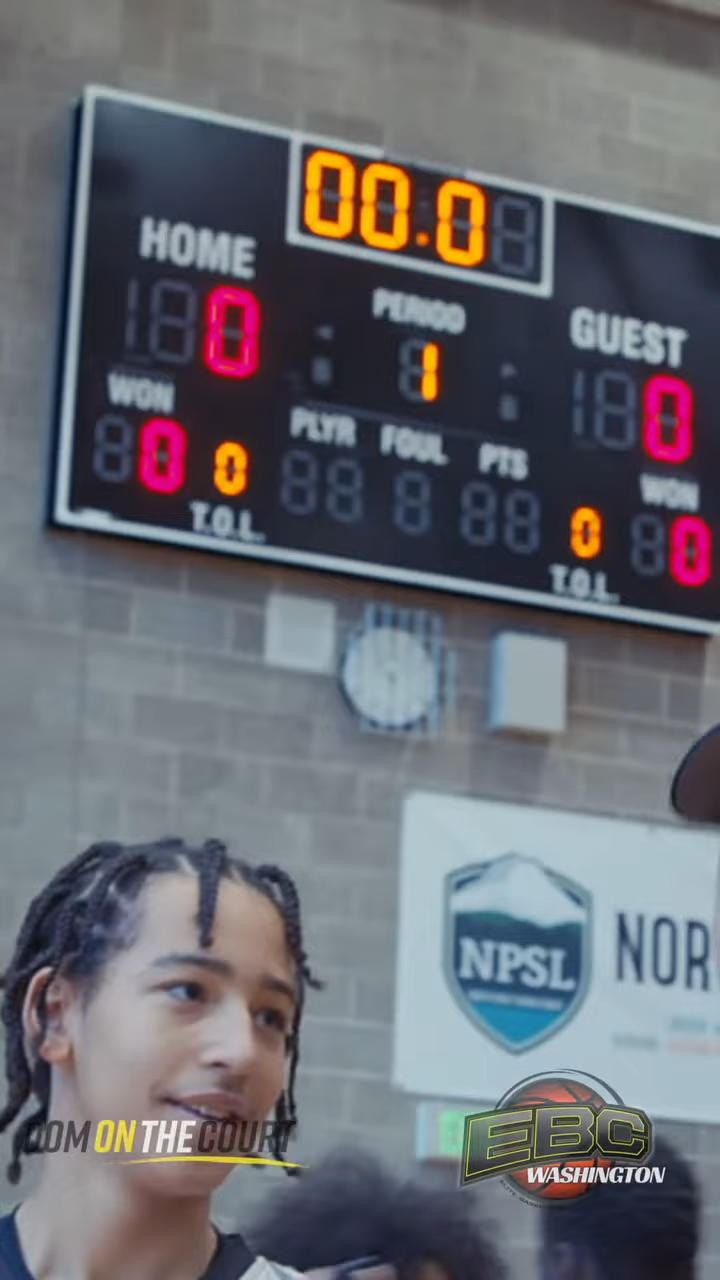 00.0
HOME
PERIOD
GUEST
0
1
0
WON
PLYR FOUL PTS
WON
0 0
0 0
T.O.L.
T.O.L.
NPSL
NOR
DOM ON THE COURT
EBC
WASHINGTON